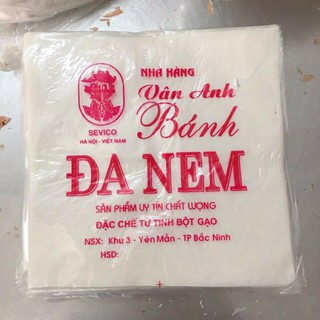 NHÀ HÀNG
Vân Anh
Bánh
SEVICO
HÀ NỘI - VIỆT NAM
ĐA NEM
SẢN PHẨM UY TÍN CHẤT LƯỢNG
ĐẶC CHẾ TỪ TINH BỘT GẠO
NSX: Khu 3 - Yên Mẫn - TP Bắc Ninh
HSD: